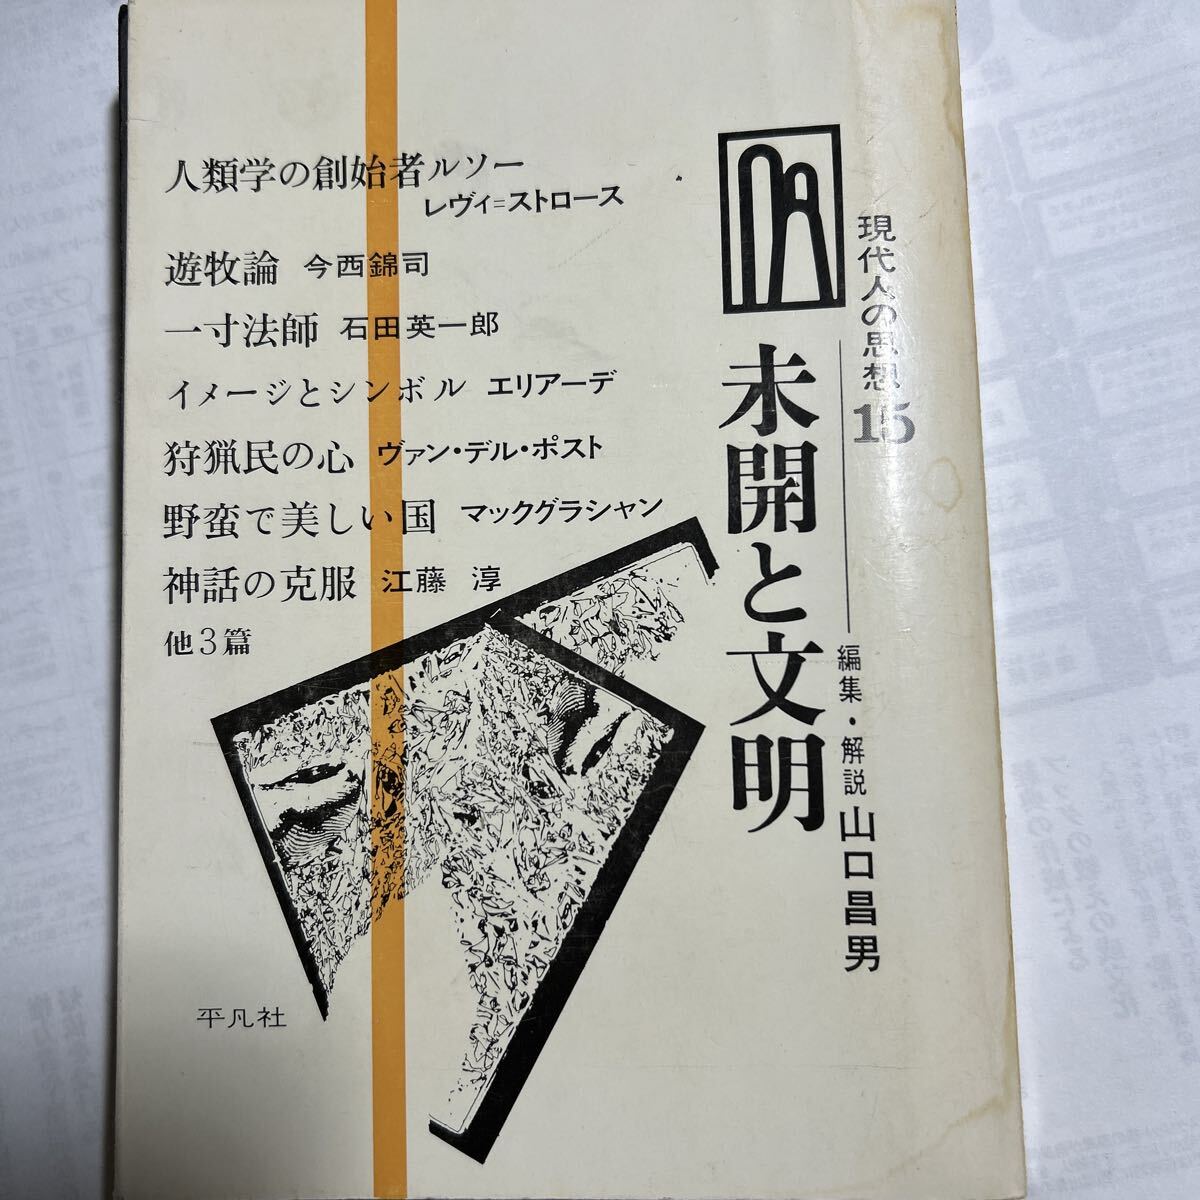 現代人の思想15
未開と文明
編集・解説 山口昌男
人類学の創始者ルソー
レヴィ=ストロース
遊牧論 今西錦司
一寸法師 石田英一郎
イメージとシンボル エリアーデ
狩猟民の心 ヴァン・デル・ポスト
野蛮で美しい国 マックグラシャン
神話の克服 江藤 淳
他3篇
平凡社